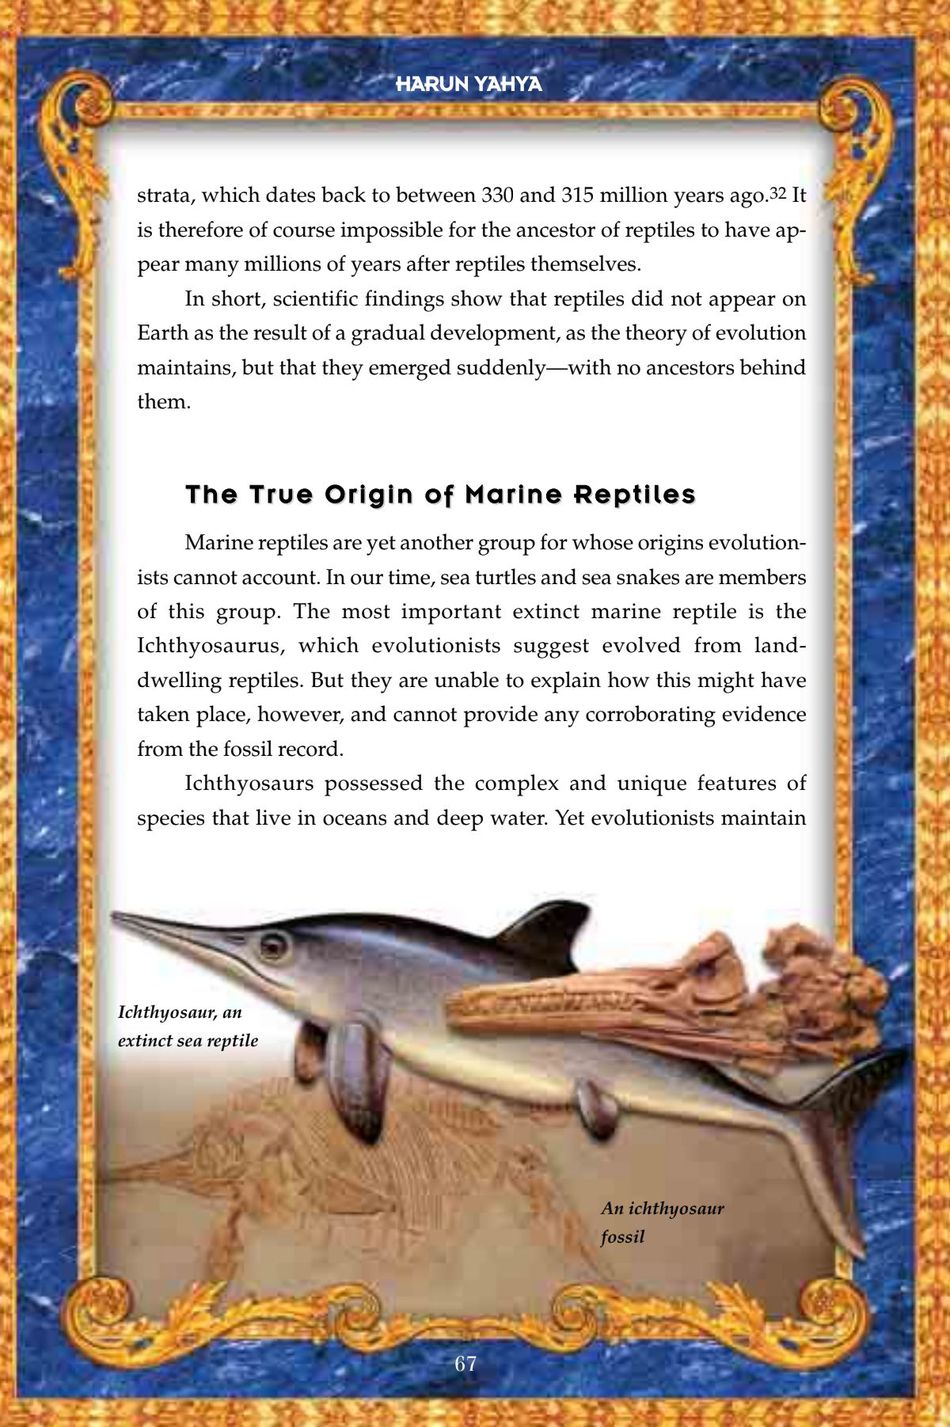 HARUN YAHYA
strata, which dates back to between 330 and 315 million years ago.32 It
is therefore of course impossible for the ancestor of reptiles to have ap-
pear many millions of years after reptiles themselves.
In short, scientific findings show that reptiles did not appear on
Earth as the result of a gradual development, as the theory of evolution
maintains, but that they emerged suddenly—with no ancestors behind
them.
The True Origin of Marine Reptiles
Marine reptiles are yet another group for whose origins evolution-
ists cannot account. In our time, sea turtles and sea snakes are members
of this group. The most important extinct marine reptile is the
Ichthyosaurus, which evolutionists suggest evolved from land-
dwelling reptiles. But they are unable to explain how this might have
taken place, however, and cannot provide any corroborating evidence
from the fossil record.
Ichthyosaurs possessed the complex and unique features of
species that live in oceans and deep water. Yet evolutionists maintain
Ichthyosaur, an
extinct sea reptile
An ichthyosaur
fossil
67